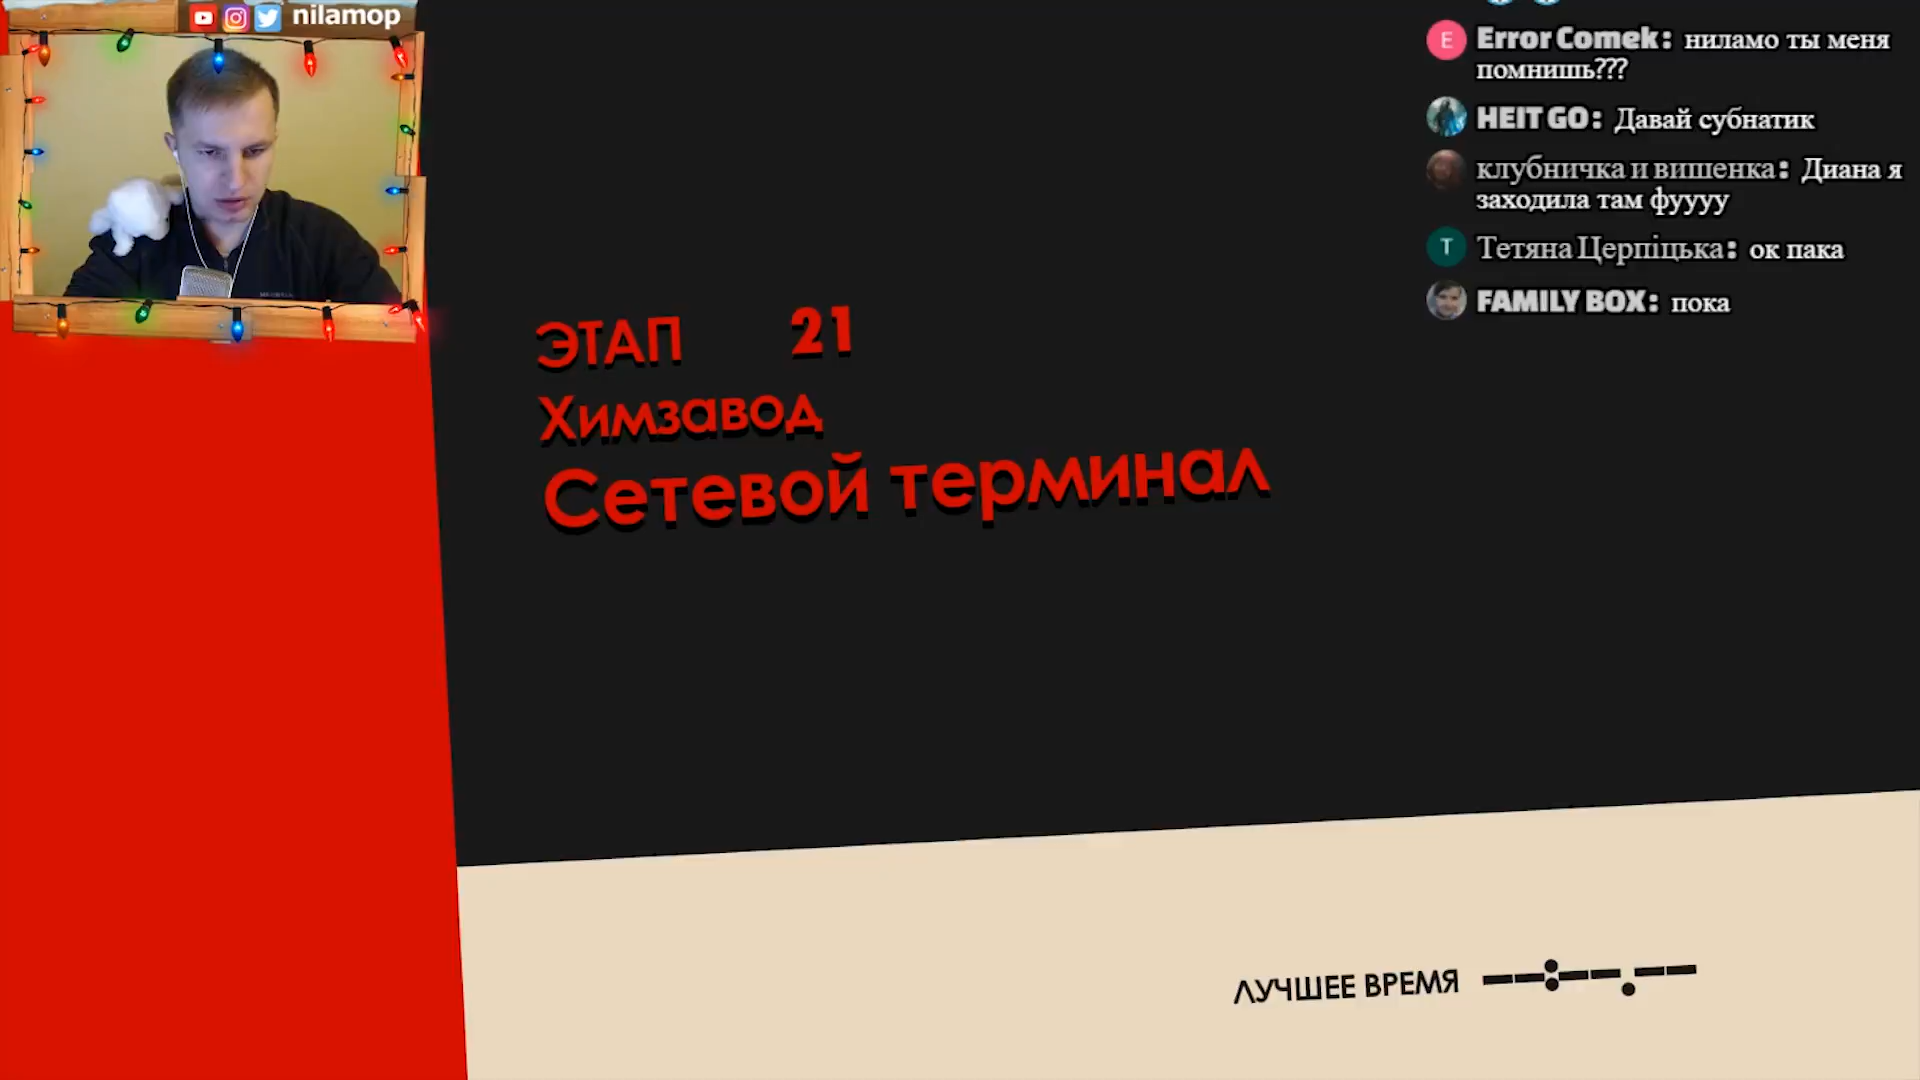 nilamop
Error Comek: ниламо ты меня
помнишь???
HEIT GO: Давай субнатик
клубничка и вишенка: Диана я
заходила там фуууу
T Тетяна Церпіцька: ок пака
FAMILY BOX: пока
E
ЭТАП 21
Химзавод
Сетевой терминал
ЛУЧШЕЕ ВРЕМЯ --:--.--